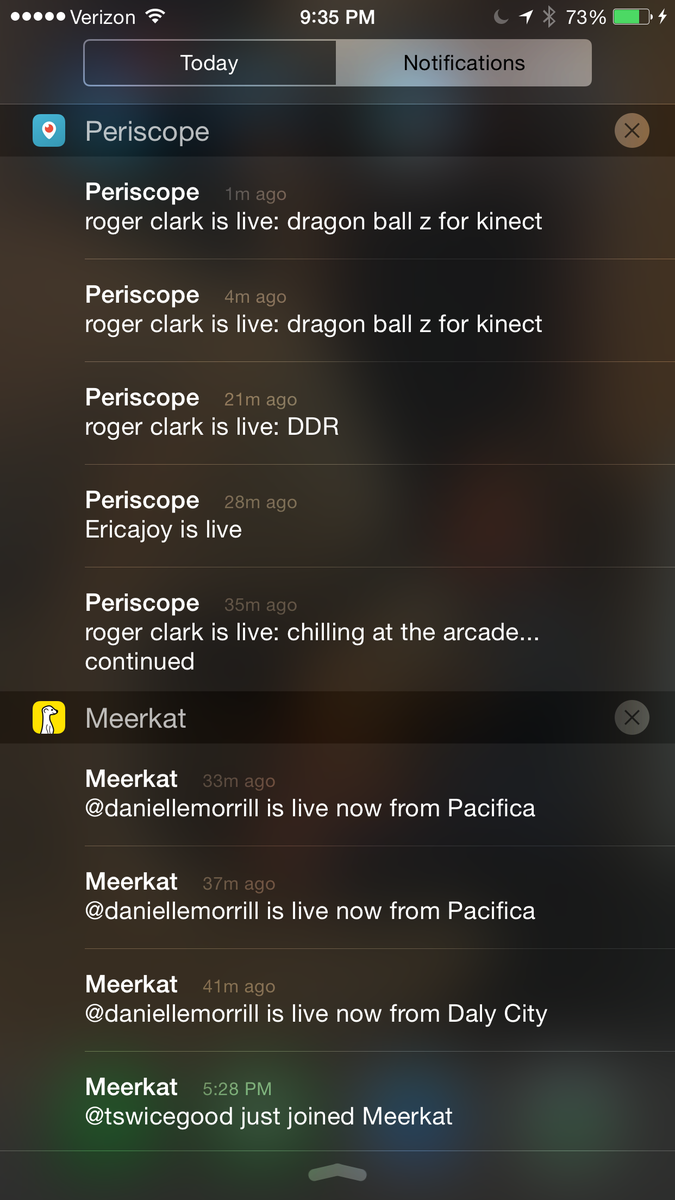 Verizon 9:35 PM 73%
Today Notifications
Periscope
Periscope 1m ago
roger clark is live: dragon ball z for kinect
Periscope 4m ago
roger clark is live: dragon ball z for kinect
Periscope 21m ago
roger clark is live: DDR
Periscope 28m ago
Ericajoy is live
Periscope 35m ago
roger clark is live: chilling at the arcade...
continued
Meerkat
Meerkat 33m ago
@daniellemorrill is live now from Pacifica
Meerkat 37m ago
@daniellemorrill is live now from Pacifica
Meerkat 41m ago
@daniellemorrill is live now from Daly City
Meerkat 5:28 PM
@tswicegood just joined Meerkat